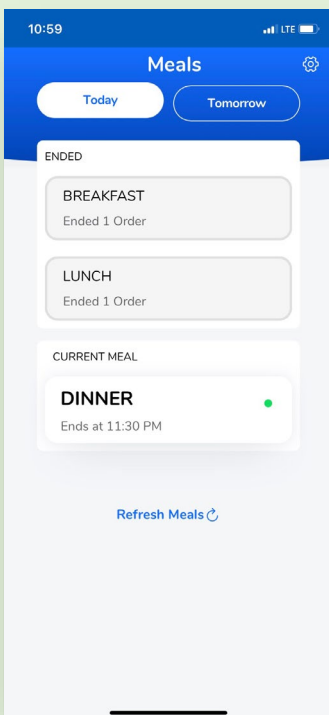 10:59
LTE
Meals
Today
Tomorrow
ENDED
BREAKFAST
Ended 1 Order
LUNCH
Ended 1 Order
CURRENT MEAL
DINNER
Ends at 11:30 PM
Refresh Meals